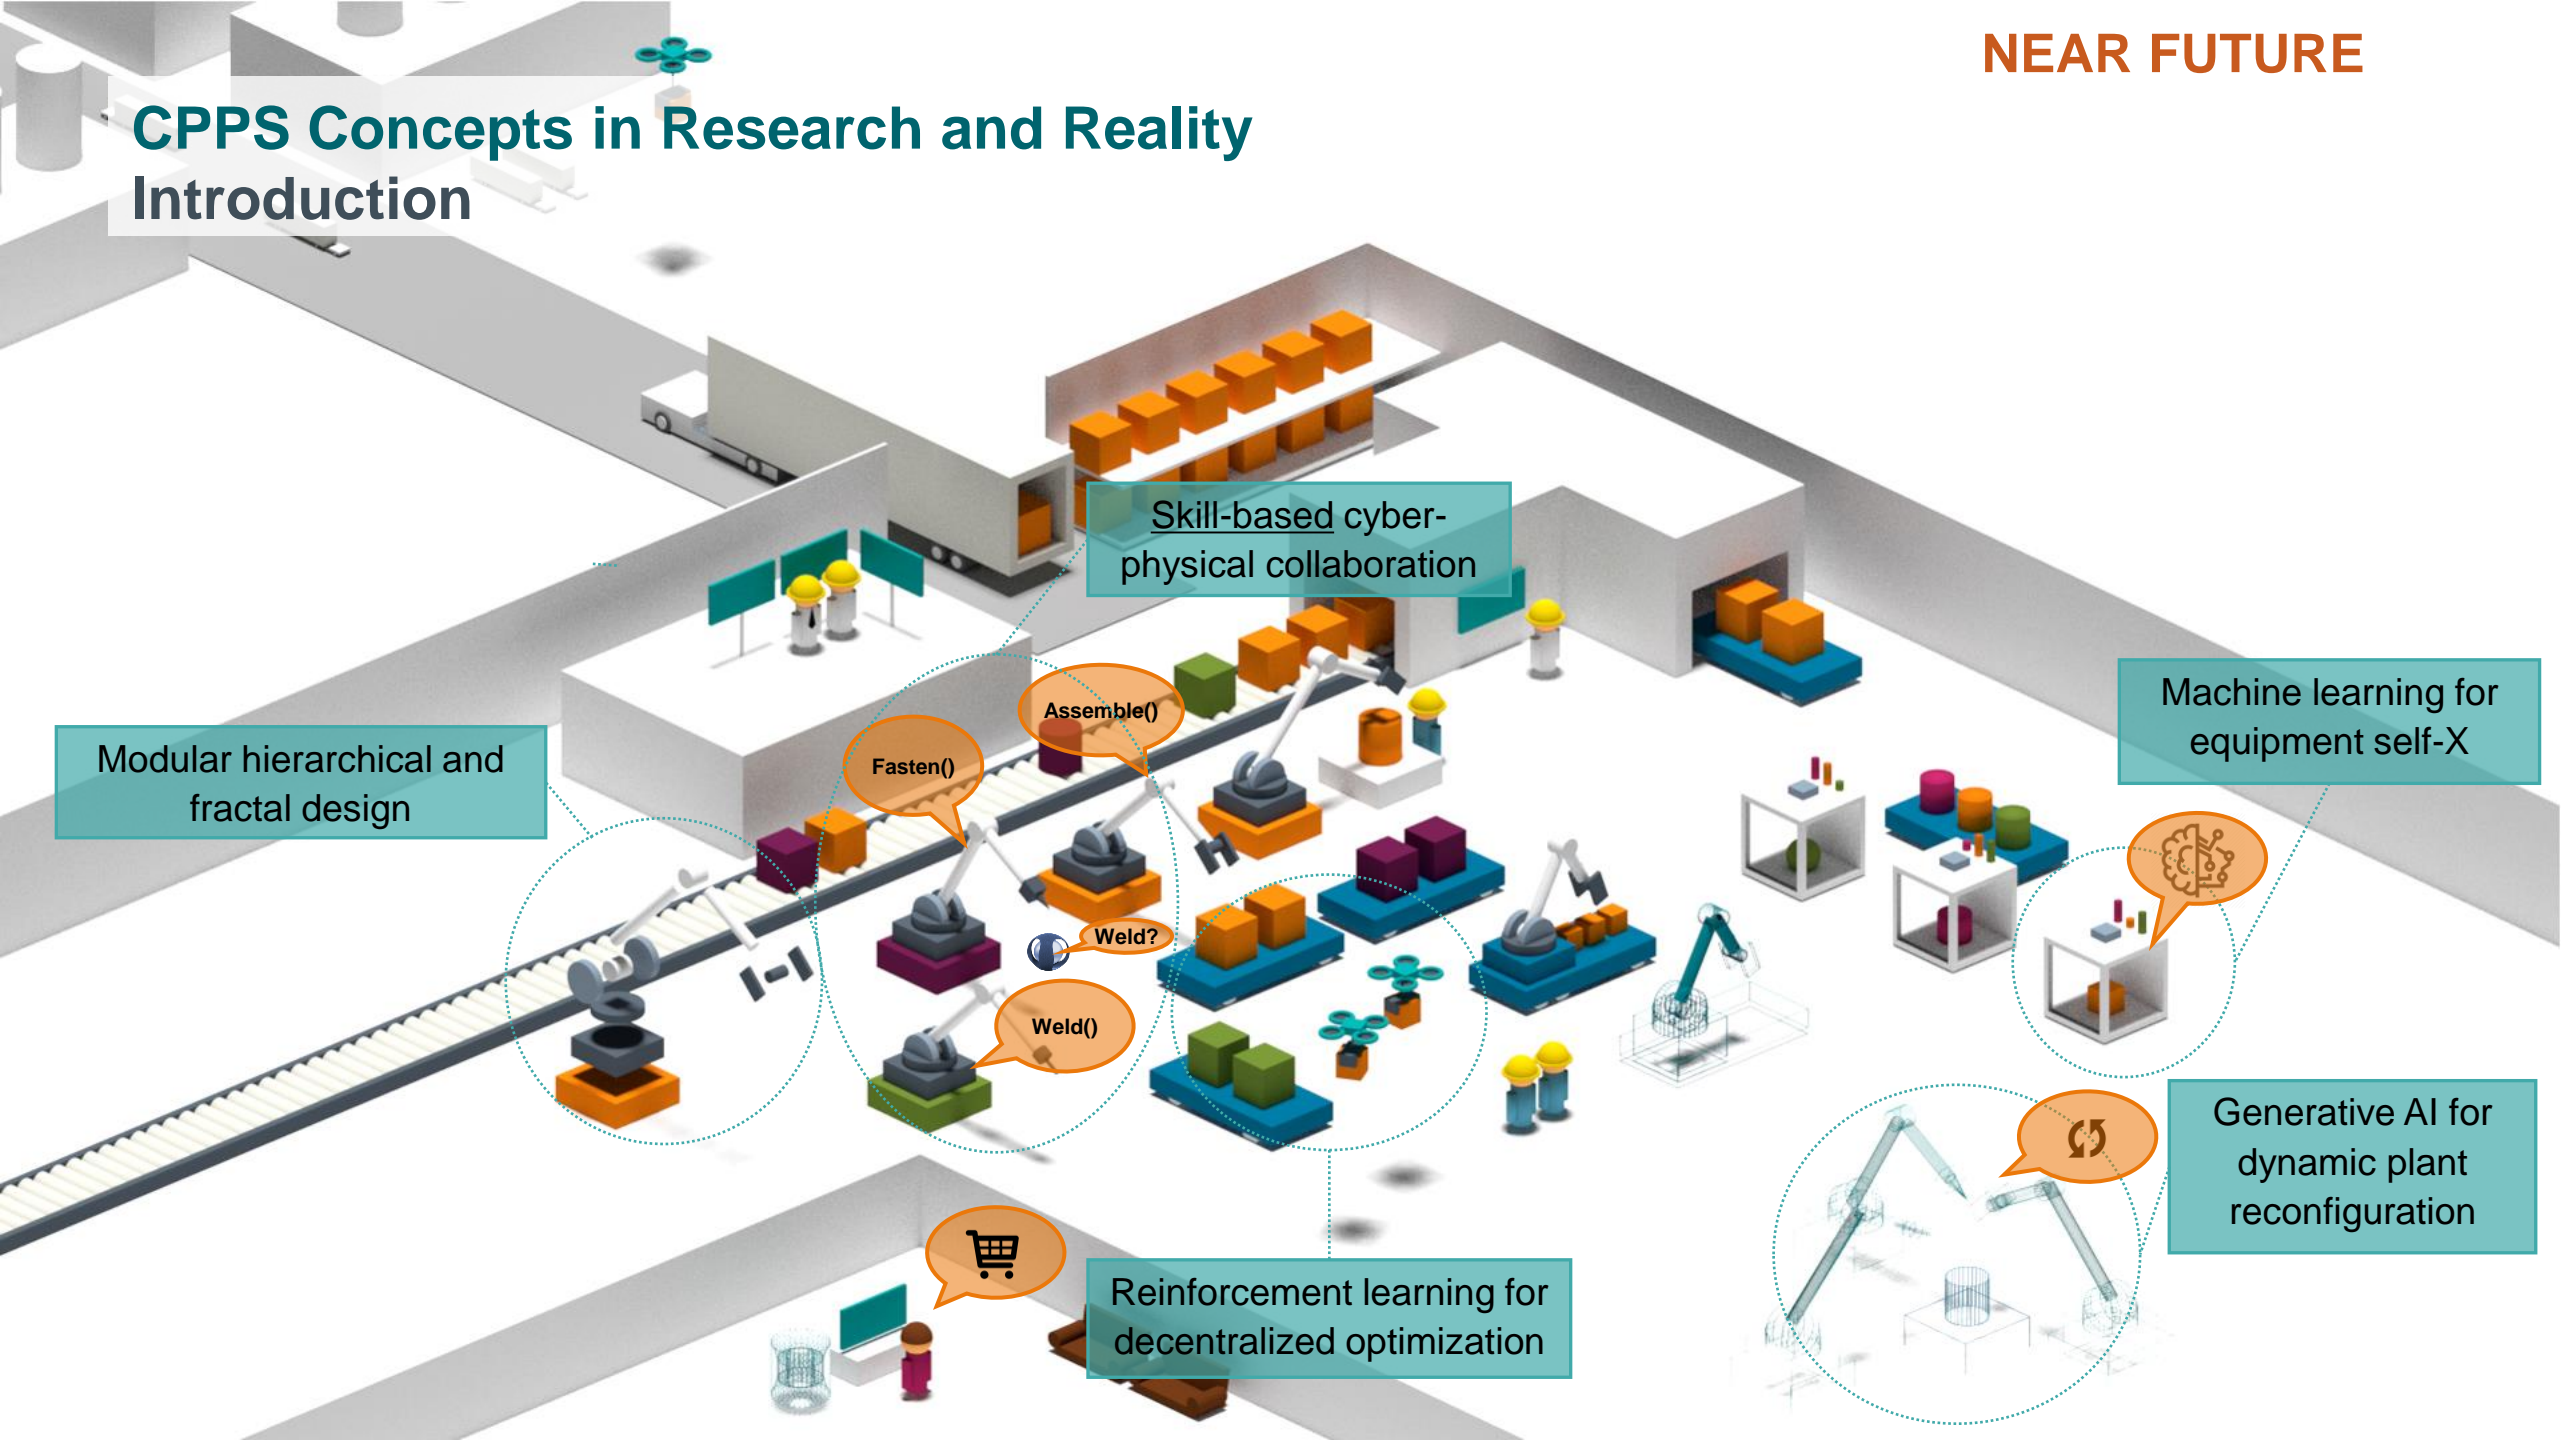 NEAR FUTURE
CPPS Concepts in Research and Reality
Introduction
Skill-based cyber-
physical collaboration
Machine learning for
equipment self-X
Assemble()
Modular hierarchical and
fractal design
Fasten()
Weld?
Weld()
Generative AI for
dynamic plant
reconfiguration
Reinforcement learning for
decentralized optimization